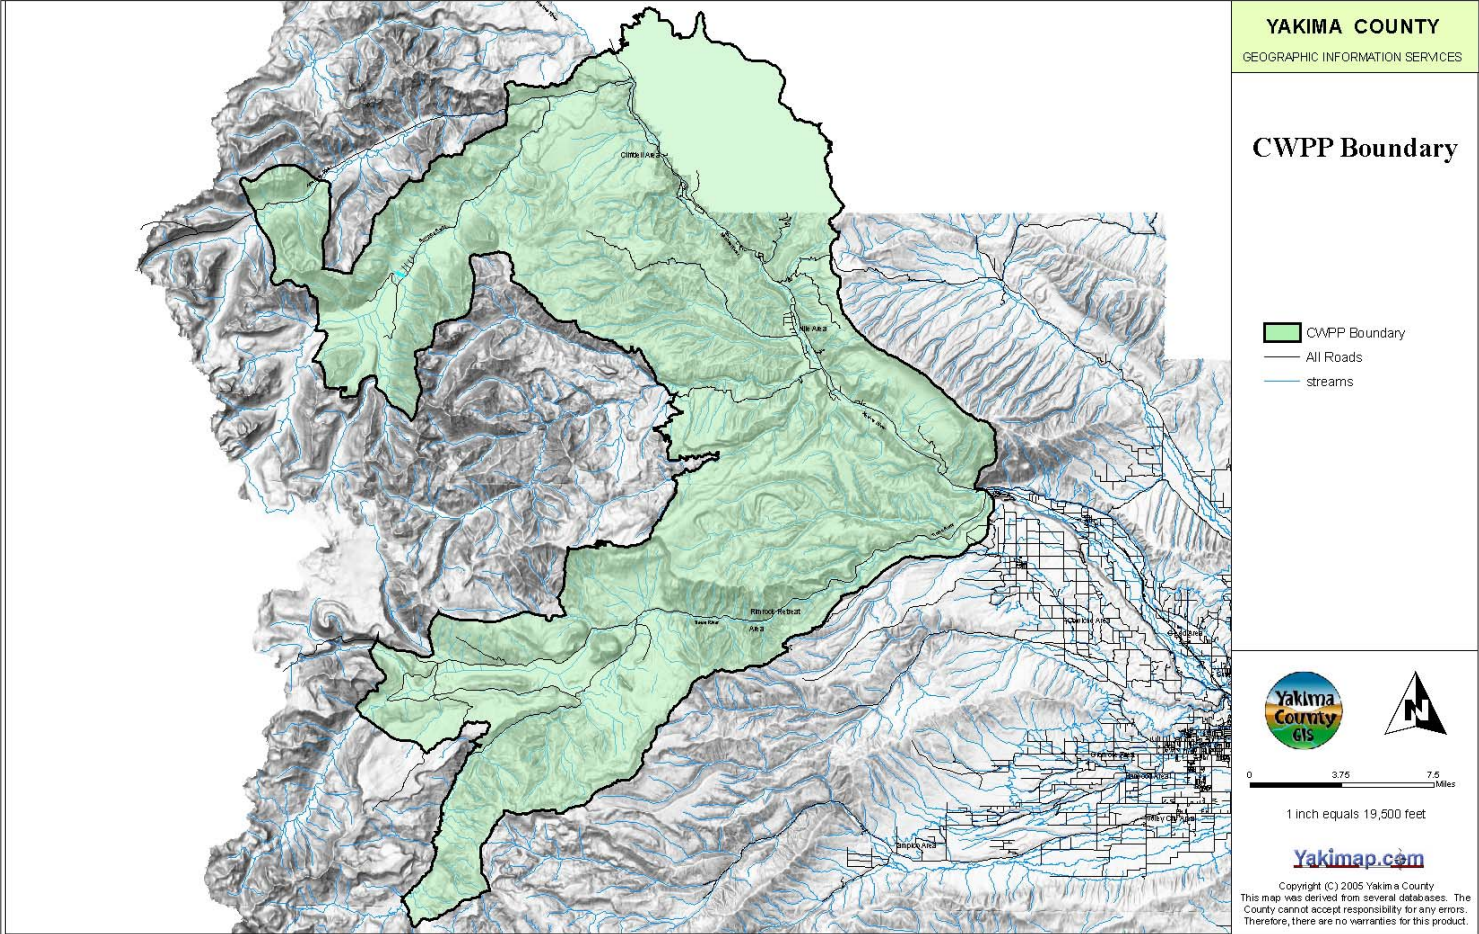 YAKIMA COUNTY
GEOGRAPHIC INFORMATION SERVICES
CWPP Boundary
CWPP Boundary
All Roads
streams
Yakima
County
GIS
N
0 3.75 7.5
Miles
1 inch equals 19,500 feet
Yakimap.com
Copyright (C) 2005 Yakima County
This map was derived from several databases. The
County cannot accept responsibility for any errors.
Therefore, there are no warranties for this product.
Cliffdell Area
Nile Area
Rimrock Retreat
Area